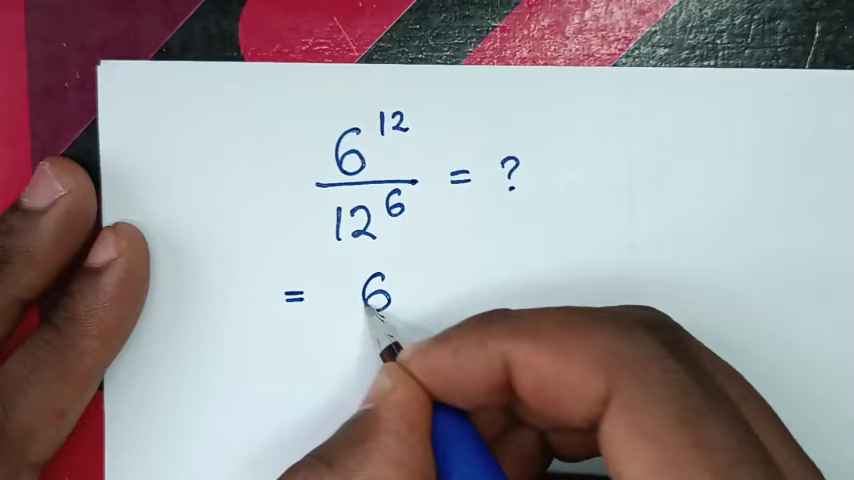 6^12 / 12^6 = ?
= 6